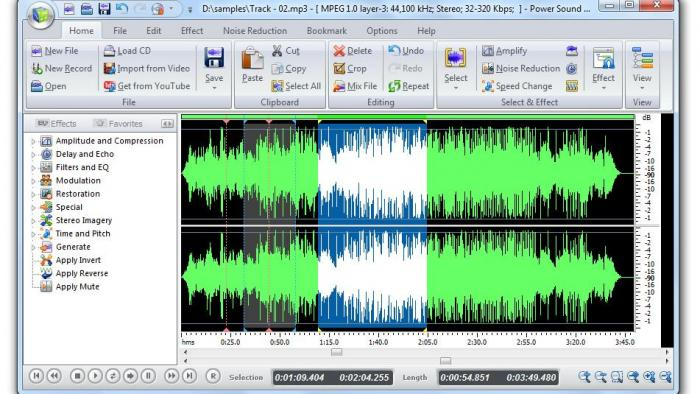 D:\samples\Track - 02.mp3 - [ MPEG 1.0 layer-3: 44,100 kHz; Stereo; 32-320 Kbps; ] - Power Sound ...
Home File Edit Effect Noise Reduction Bookmark Options Help
New File Load CD Cut Delete Undo Amplify
New Record Import from Video Save Paste Copy Crop Redo Select Noise Reduction Effect View
Open Get from YouTube Select All Mix File Repeat Speed Change
File Clipboard Editing Select & Effect View
Effects Favorites
dB
Amplitude and Compression
Delay and Echo
Filters and EQ
Modulation
Restoration
Special
Stereo Imagery
Time and Pitch
Generate
Apply Invert
Apply Reverse
Apply Mute
-1
-2
-4
-7
-10
-16
-90
-16
-10
-7
-4
-2
-1
-1
-2
-4
-7
-10
-16
-90
-16
-10
-7
-4
-2
-1
hms 0:25.0 0:50.0 1:15.0 1:40.0 2:05.0 2:30.0 2:55.0 3:20.0 3:45.0
R Selection 0:01:09.404 0:02:04.255 Length 0:00:54.851 0:03:49.480